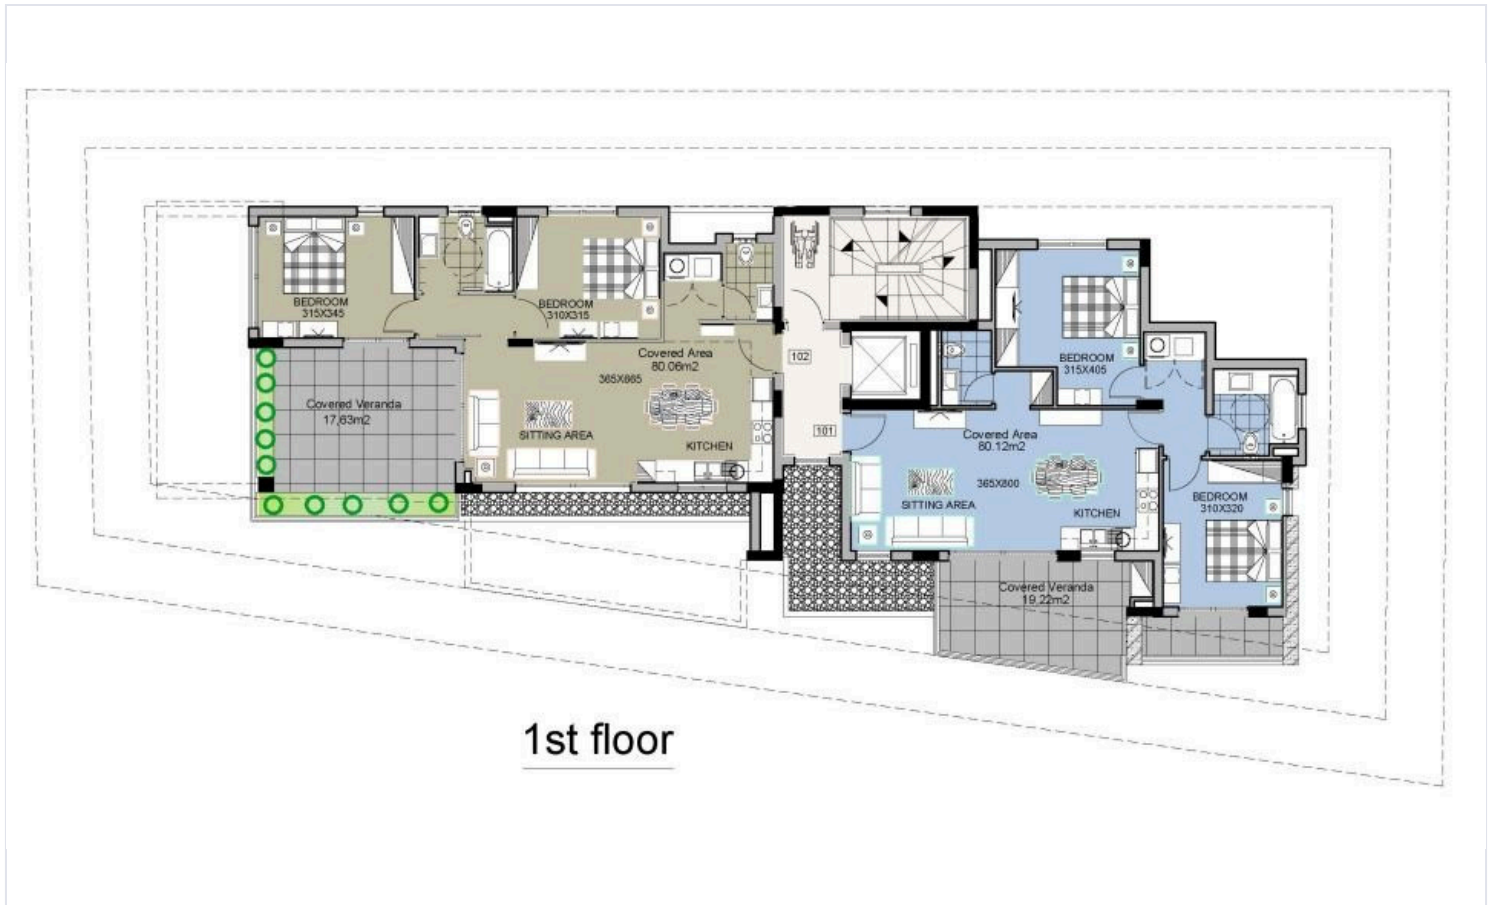 BEDROOM
315X345
BEDROOM
310X315
Covered Area
80.06m2
365X865
SITTING AREA
KITCHEN
Covered Veranda
17,63m2
102
101
BEDROOM
315X405
Covered Area
80.12m2
365X800
SITTING AREA
KITCHEN
BEDROOM
310X320
Covered Veranda
19,22m2
1st floor